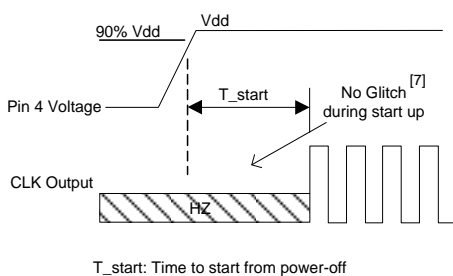 90% Vdd
Vdd
T_start
No Glitch [7]
during start up
Pin 4 Voltage
CLK Output
HZ
T_start: Time to start from power-off